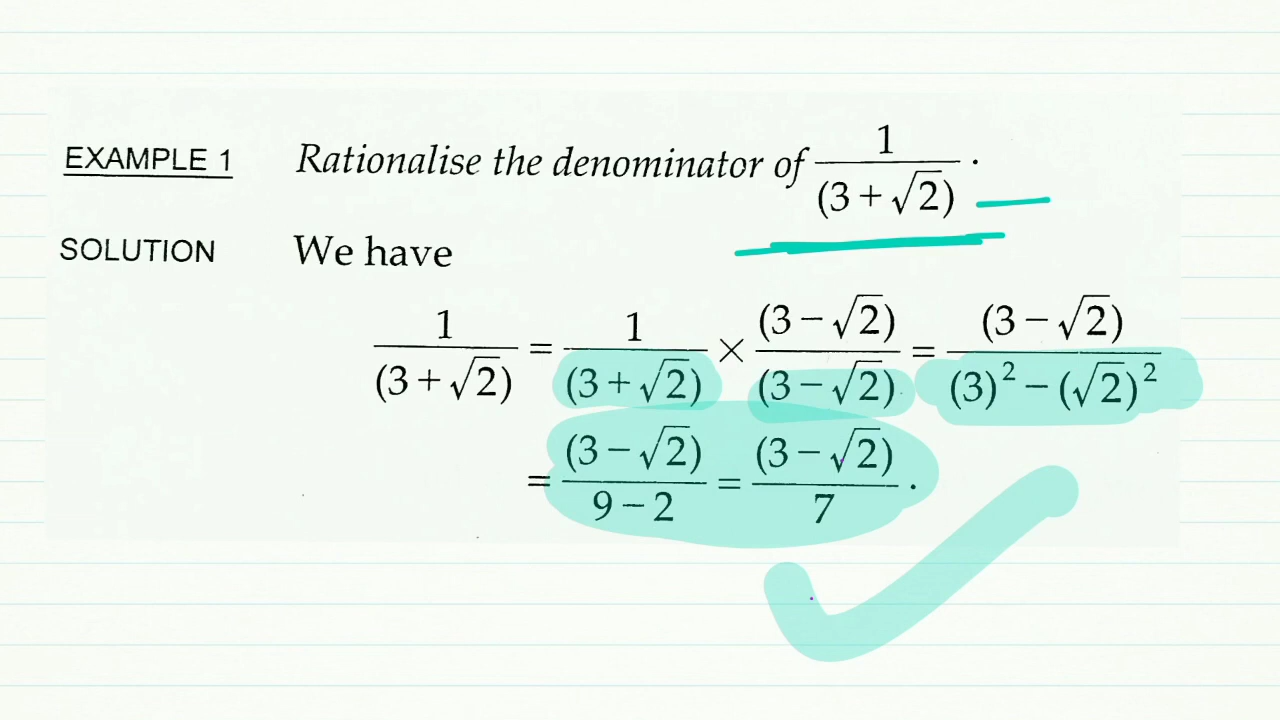 EXAMPLE 1 Rationalise the denominator of 1/(3 + √2) .
SOLUTION We have
1/(3 + √2) = 1/(3 + √2) × (3 − √2)/(3 − √2) = (3 − √2)/((3)² − (√2)²)
= (3 − √2)/(9 − 2) = (3 − √2)/7 .